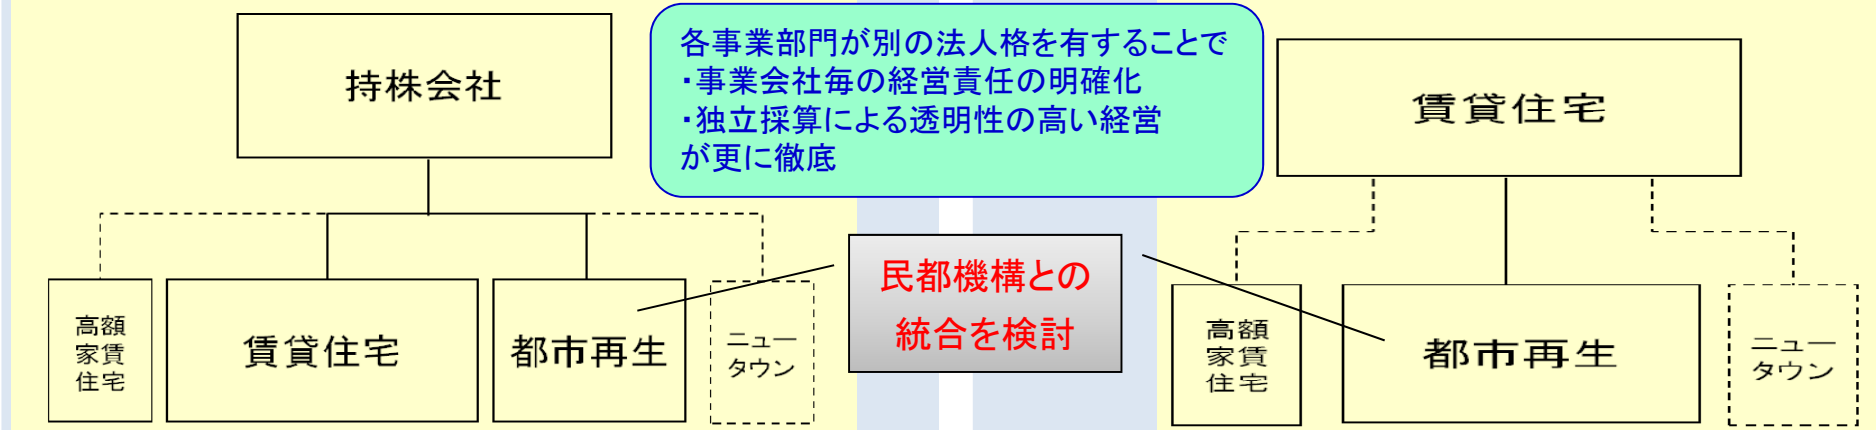 持株会社
高額
家賃
住宅
賃貸住宅
都市再生
ニュー
タウン
各事業部門が別の法人格を有することで
・事業会社毎の経営責任の明確化
・独立採算による透明性の高い経営
が更に徹底
民都機構との
統合を検討
賃貸住宅
高額
家賃
住宅
都市再生
ニュー
タウン